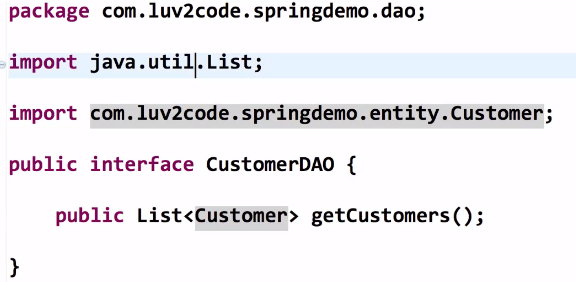 package com.luv2code.springdemo.dao;
import java.util.List;
import com.luv2code.springdemo.entity.Customer;
public interface CustomerDAO {
public List<Customer> getCustomers();
}